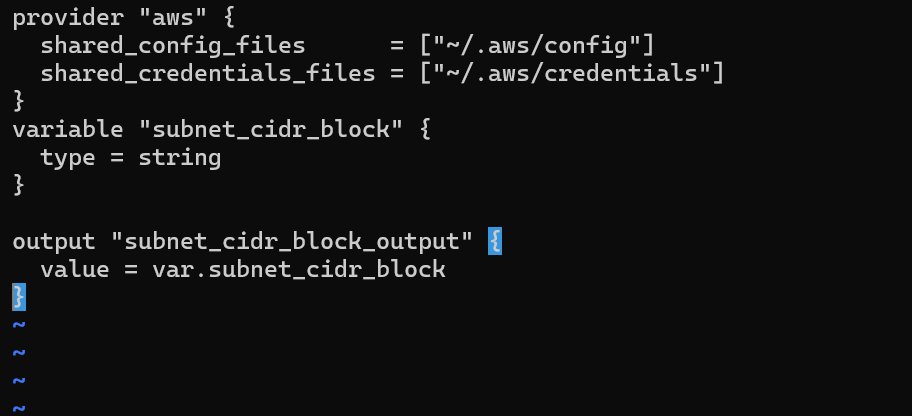 provider "aws" {
  shared_config_files      = ["~/.aws/config"]
  shared_credentials_files = ["~/.aws/credentials"]
}
variable "subnet_cidr_block" {
  type = string
}

output "subnet_cidr_block_output" {
  value = var.subnet_cidr_block
}
~
~
~
~